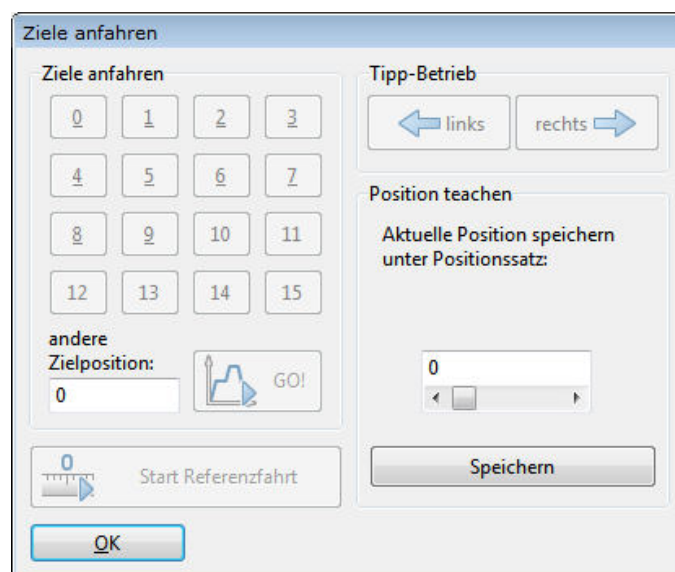 Ziele anfahren
Ziele anfahren
0 1 2 3
4 5 6 7
8 9 10 11
12 13 14 15
andere
Zielposition:
0
GO!
0
Start Referenzfahrt
OK
Tipp-Betrieb
links
rechts
Position teachen
Aktuelle Position speichern
unter Positionssatz:
0
Speichern